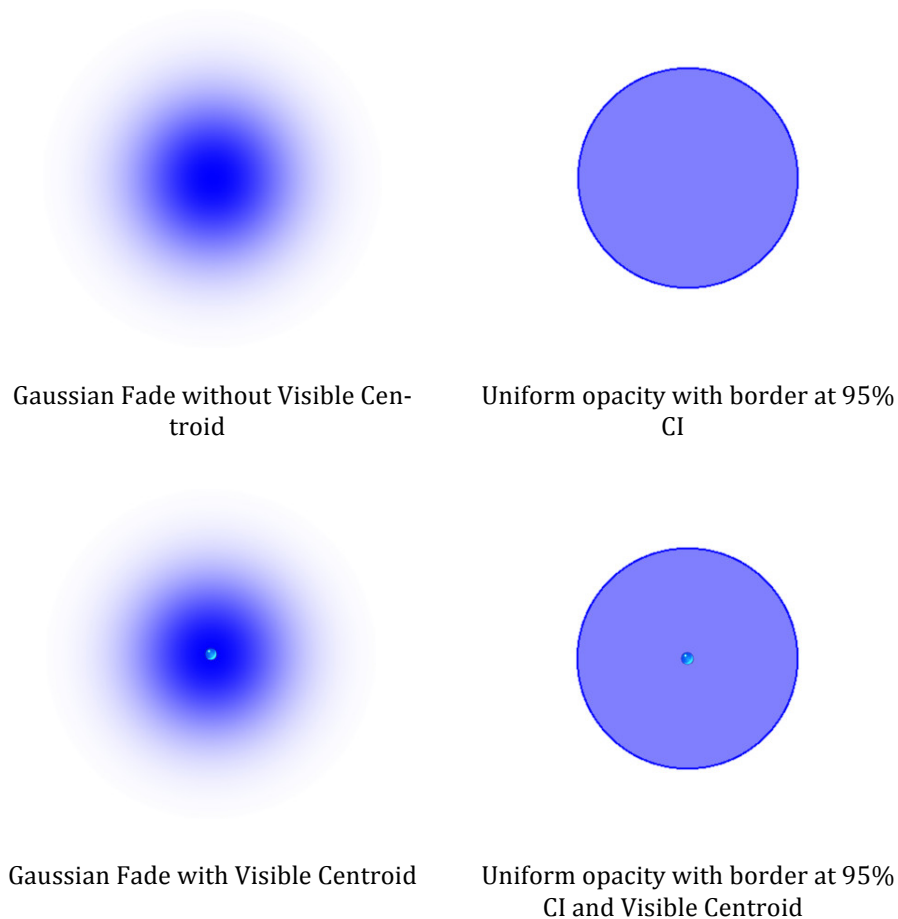 Gaussian Fade without Visible Cen-
troid
Uniform opacity with border at 95%
CI
Gaussian Fade with Visible Centroid
Uniform opacity with border at 95%
CI and Visible Centroid